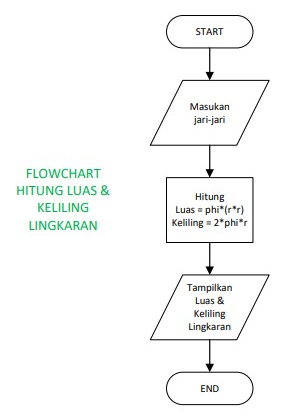 START
Masukan
jari-jari
FLOWCHART
HITUNG LUAS &
KELILING
LINGKARAN
Hitung
Luas = phi*(r*r)
Keliling = 2*phi*r
Tampilkan
Luas &
Keliling
Lingkaran
END